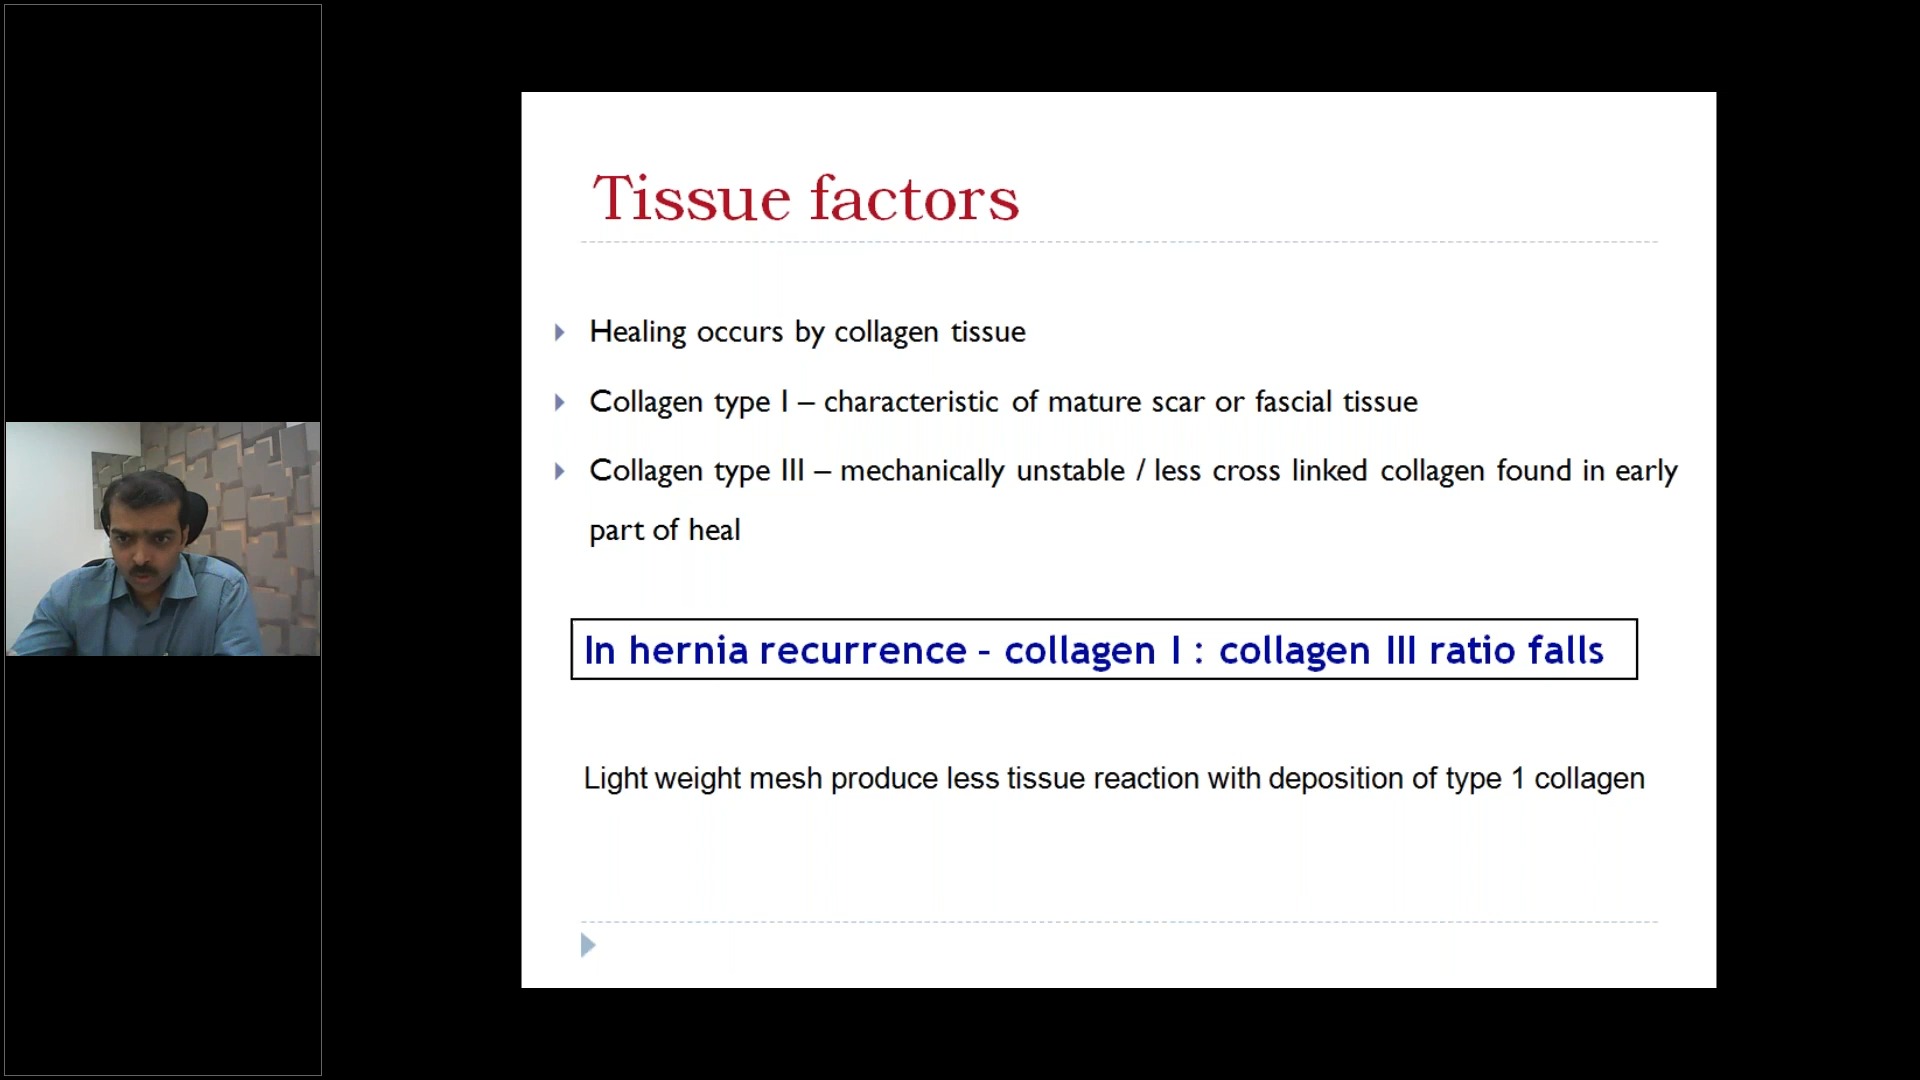 Tissue factors
Healing occurs by collagen tissue
Collagen type I – characteristic of mature scar or fascial tissue
Collagen type III – mechanically unstable / less cross linked collagen found in early
part of heal
In hernia recurrence - collagen I : collagen III ratio falls
Light weight mesh produce less tissue reaction with deposition of type 1 collagen